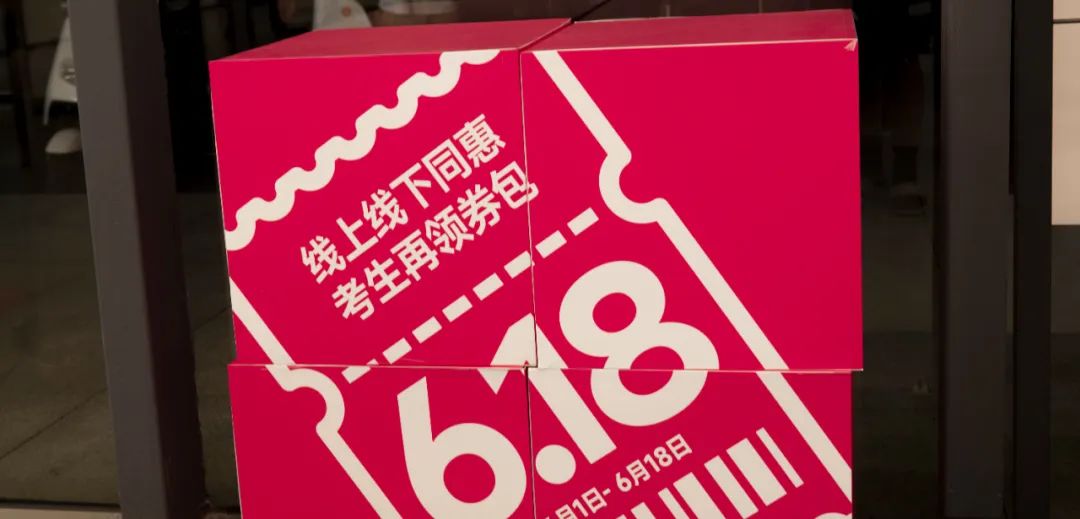 线上线下同惠
考生再领券包
6.18
月1日- 6月18日